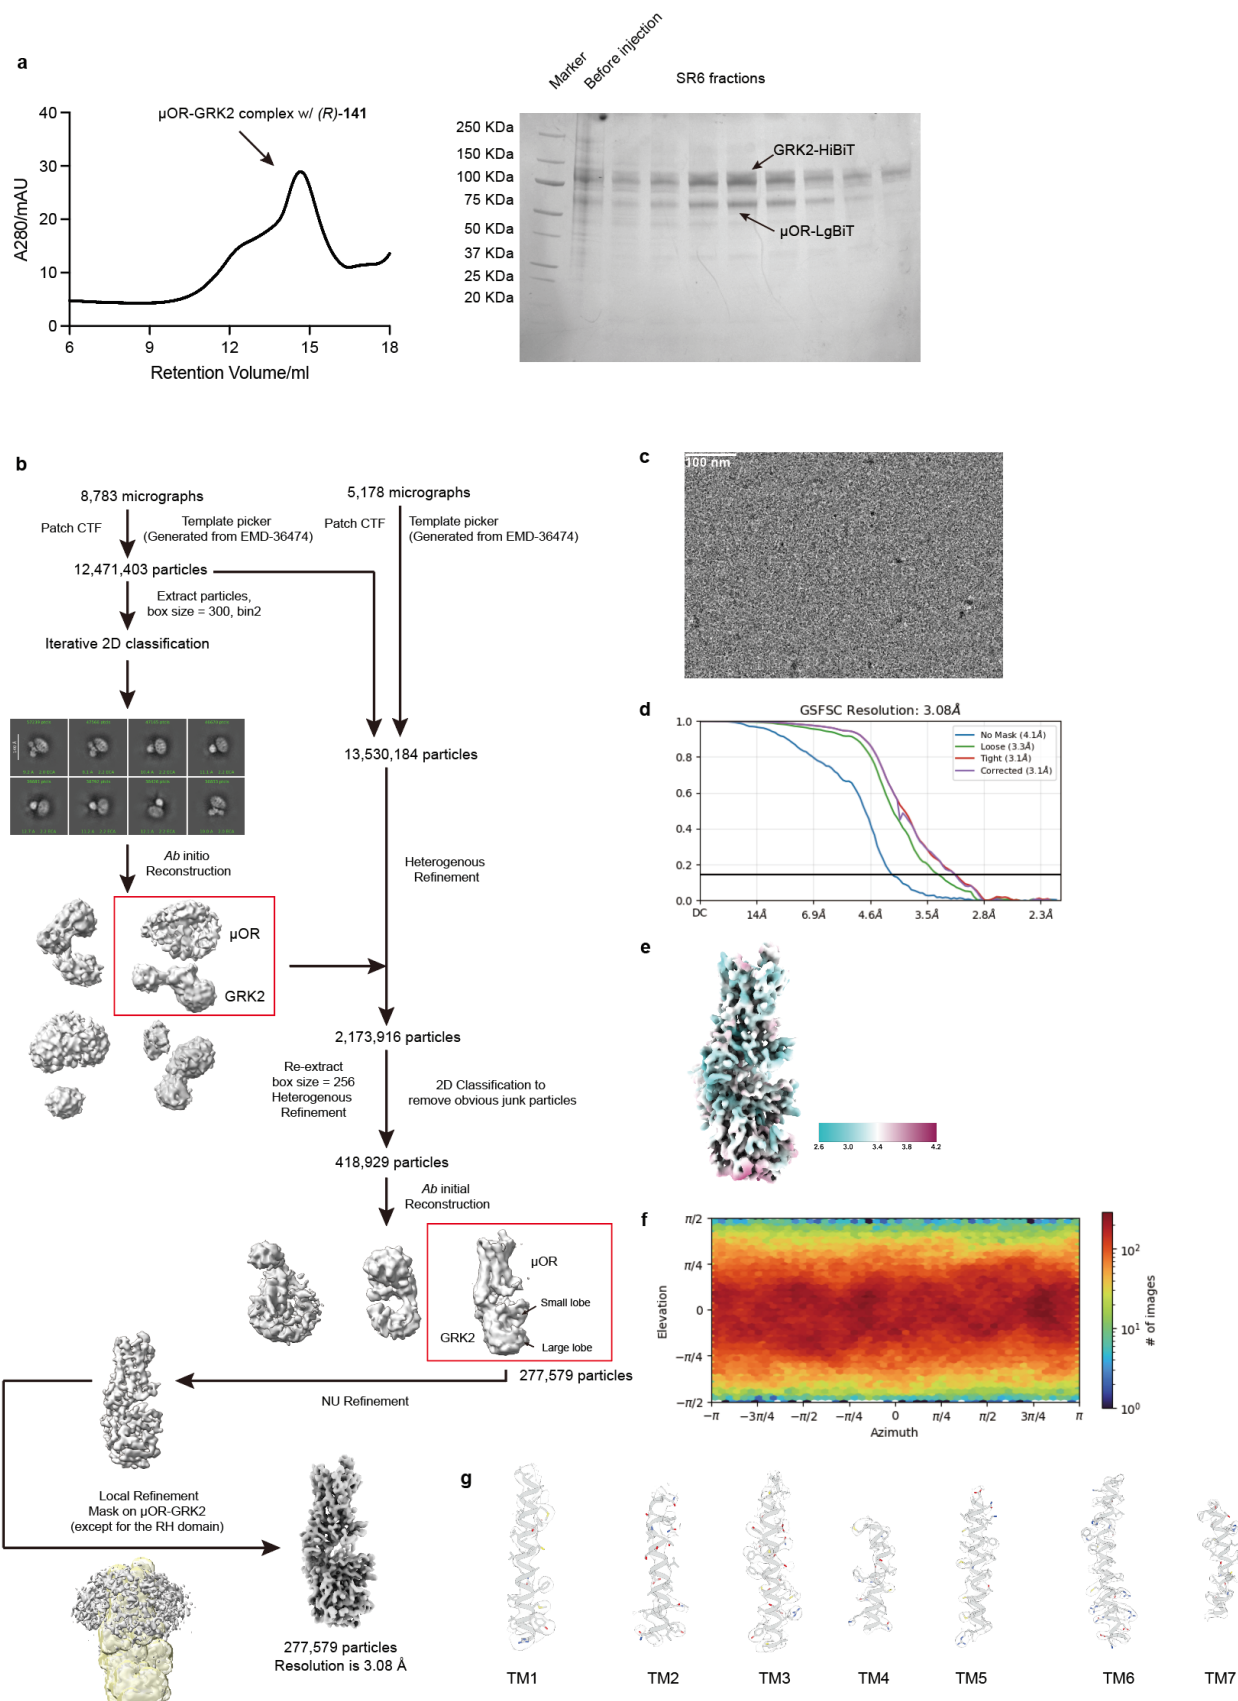 a
Marker
Before injection
SR6 fractions
µOR-GRK2 complex w/ (R)-141
40
30
20
10
0
A280/mAU
6
9
12
15
18
Retention Volume/ml
250 KDa
150 KDa
100 KDa
75 KDa
50 KDa
37 KDa
25 KDa
20 KDa
GRK2-HiBiT
µOR-LgBiT
b
8,783 micrographs
5,178 micrographs
Patch CTF
Template picker
(Generated from EMD-36474)
Patch CTF
Template picker
(Generated from EMD-36474)
12,471,403 particles
Extract particles,
box size = 300, bin2
Iterative 2D classification
13,530,184 particles
Ab initio
Reconstruction
Heterogenous
Refinement
µOR
GRK2
2,173,916 particles
Re-extract
box size = 256
Heterogenous
Refinement
2D Classification to
remove obvious junk particles
418,929 particles
Ab initial
Reconstruction
µOR
Small lobe
GRK2
Large lobe
277,579 particles
NU Refinement
Local Refinement
Mask on µOR-GRK2
(except for the RH domain)
277,579 particles
Resolution is 3.08 Å
c
100 nm
d
GSFSC Resolution: 3.08Å
No Mask (4.1Å)
Loose (3.3Å)
Tight (3.1Å)
Corrected (3.1Å)
1.0
0.8
0.6
0.4
0.2
0.0
DC
14Å
6.9Å
4.6Å
3.5Å
2.8Å
2.3Å
e
2.6
3.0
3.4
3.8
4.2
f
π/2
π/4
0
−π/4
−π/2
Elevation
−π
−3π/4
−π/2
−π/4
0
π/4
π/2
3π/4
π
Azimuth
10²
10¹
10⁰
# of images
g
TM1
TM2
TM3
TM4
TM5
TM6
TM7